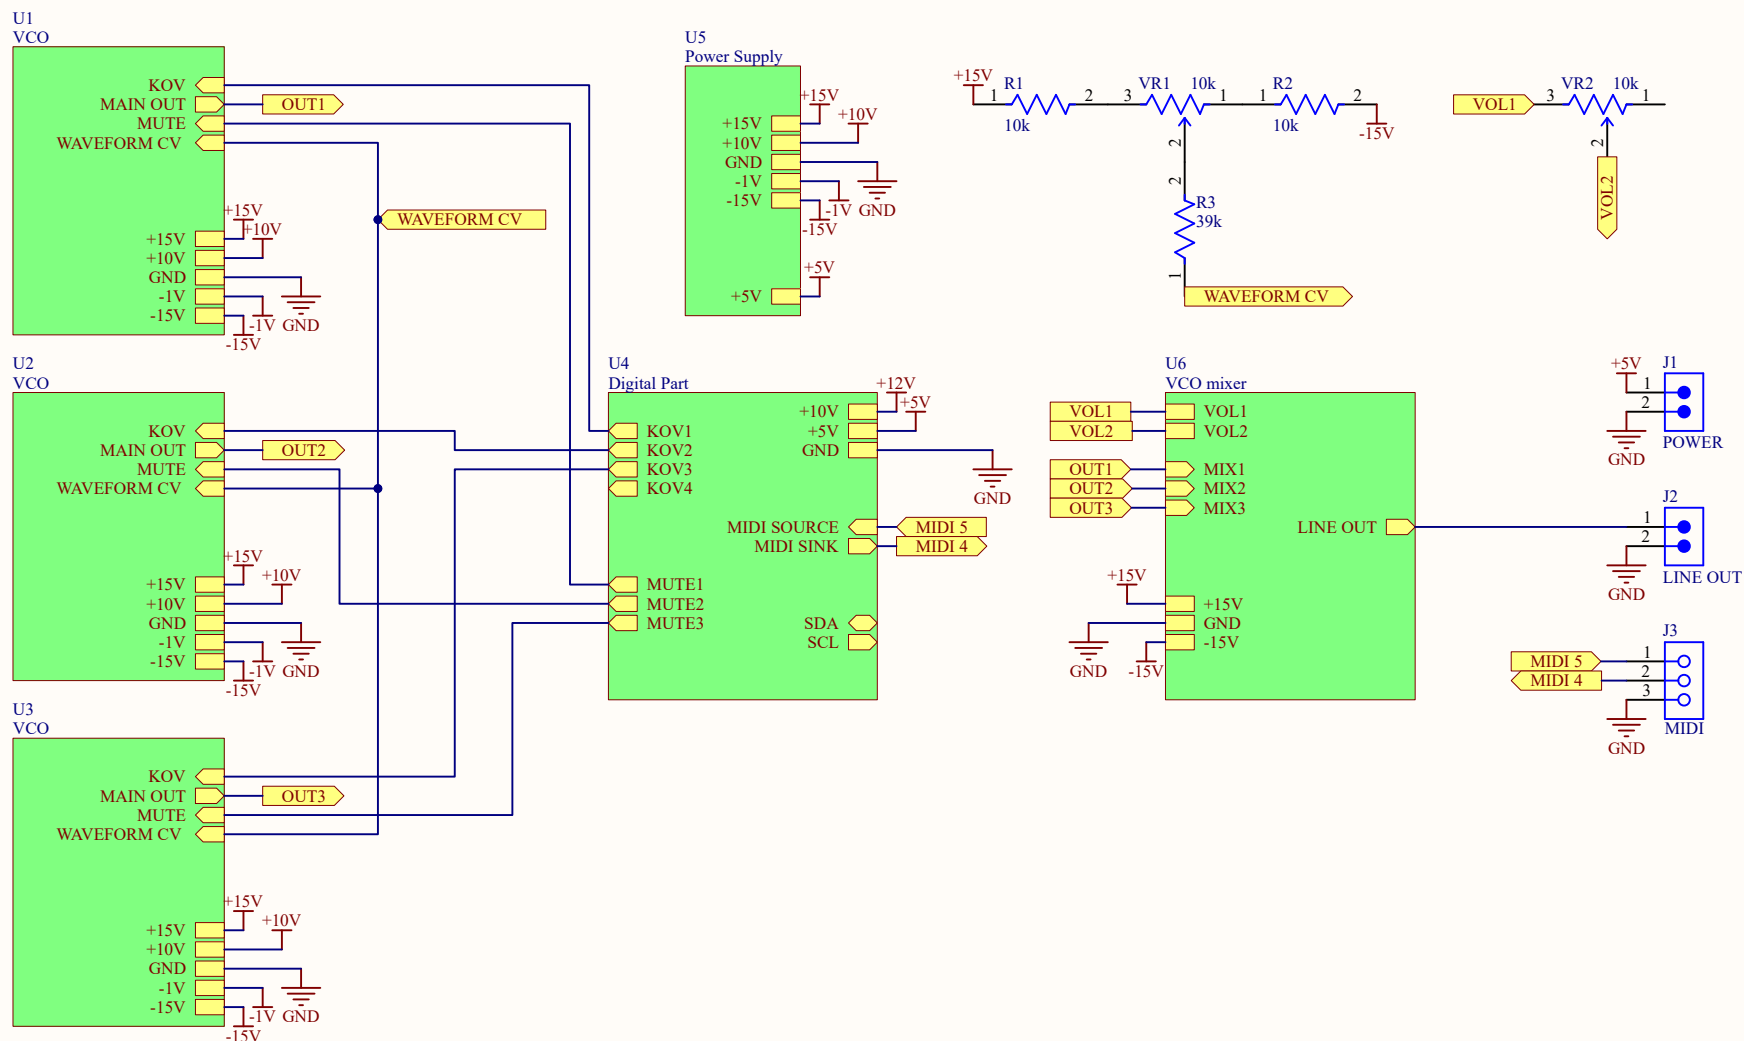 U1
VCO
KOV
MAIN OUT
OUT1
MUTE
WAVEFORM CV
WAVEFORM CV
+15V
+10V
+15V
+10V
GND
-1V
-15V
-1V
GND
-15V
U2
VCO
KOV
MAIN OUT
OUT2
MUTE
WAVEFORM CV
+15V
+10V
+15V
+10V
GND
-1V
-15V
-1V
GND
-15V
U3
VCO
KOV
MAIN OUT
OUT3
MUTE
WAVEFORM CV
+15V
+10V
+15V
+10V
GND
-1V
-15V
-1V
GND
-15V
U5
Power Supply
+15V
+10V
+15V
+10V
GND
-1V
-15V
-1V
GND
-15V
+5V
+5V
U4
Digital Part
+12V
+5V
+10V
+5V
GND
GND
KOV1
KOV2
KOV3
KOV4
MIDI SOURCE
MIDI 5
MIDI SINK
MIDI 4
MUTE1
MUTE2
MUTE3
SDA
SCL
+15V
1
R1
2
10k
3
VR1
10k
1
1
R2
2
10k
-15V
2
2
R3
39k
1
WAVEFORM CV
VOL1
3
VR2
10k
1
2
VOL2
U6
VCO mixer
VOL1
VOL1
VOL2
VOL2
OUT1
MIX1
OUT2
MIX2
OUT3
MIX3
LINE OUT
+15V
+15V
GND
-15V
GND
-15V
J1
+5V
1
2
POWER
GND
J2
1
2
LINE OUT
GND
J3
MIDI 5
1
MIDI 4
2
3
MIDI
GND